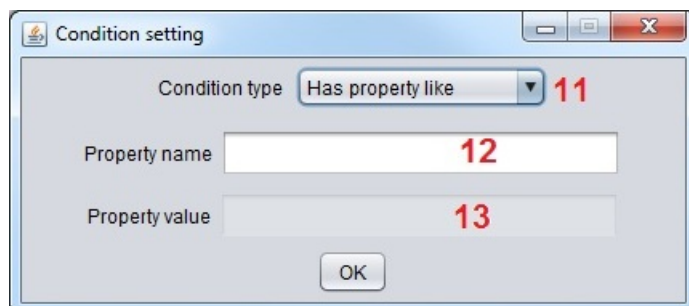 Condition setting
Condition type Has property like 11
Property name 12
Property value 13
OK